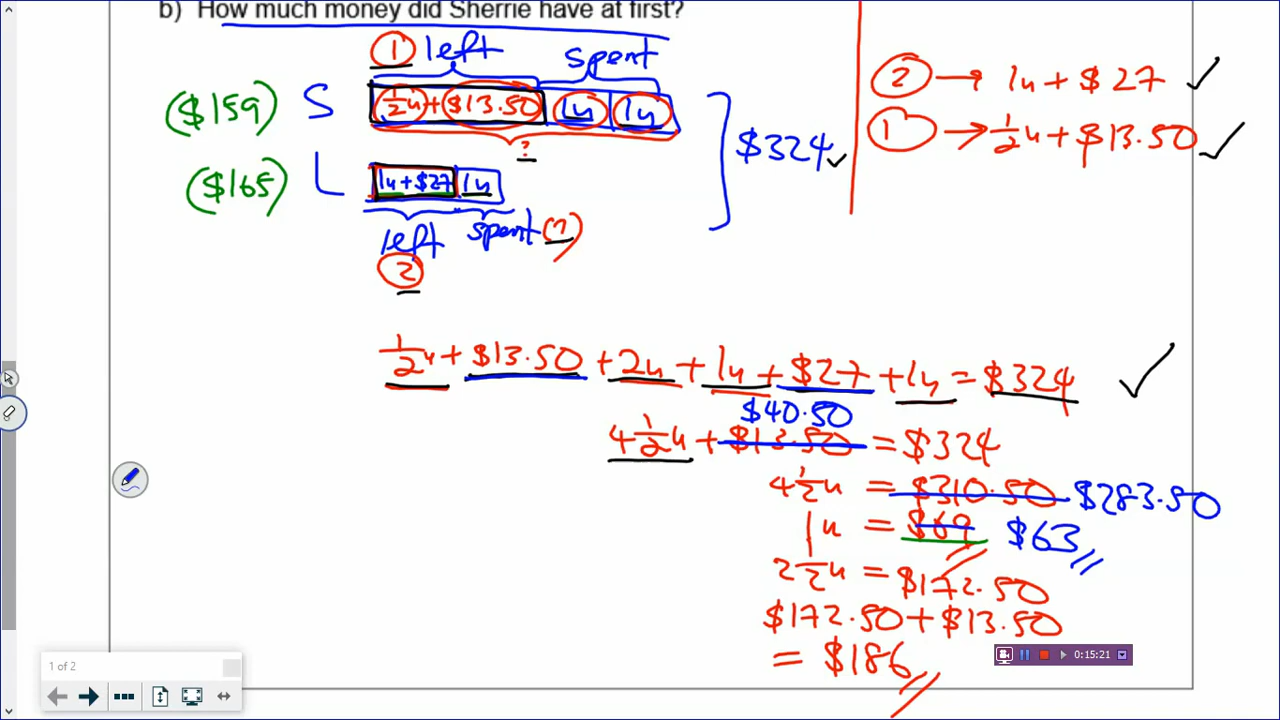 b) How much money did Sherrie have at first?
① left spent
② → 1u + $27 ✓
($159) S ½u+$13.50 1u 1u
① → ½u + $13.50 ✓
?
$324 ✓
($165) L 1u+$27 1u
left spent (?)
②
½u + $13.50 + 2u + 1u + $27 + 1u = $324 ✓
$40.50
4½u + $13.50 = $324
4½u = $310.50 $283.50
1u = $69 $63
2½u = $172.50
$172.50 + $13.50
= $186
1 of 2
0:15:21